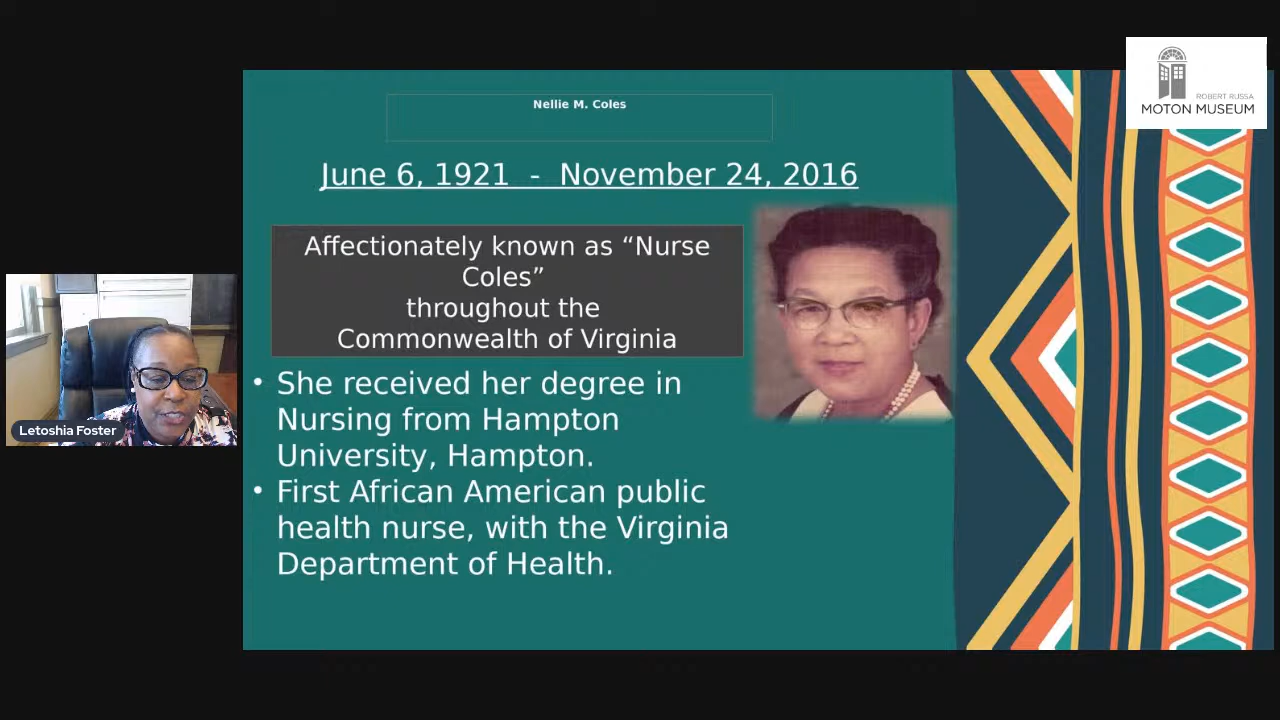 ROBERT RUSSA
MOTON MUSEUM
Nellie M. Coles
June 6, 1921  -  November 24, 2016
Affectionately known as “Nurse
Coles”
throughout the
Commonwealth of Virginia
• She received her degree in
Nursing from Hampton
University, Hampton.
• First African American public
health nurse, with the Virginia
Department of Health.
Letoshia Foster